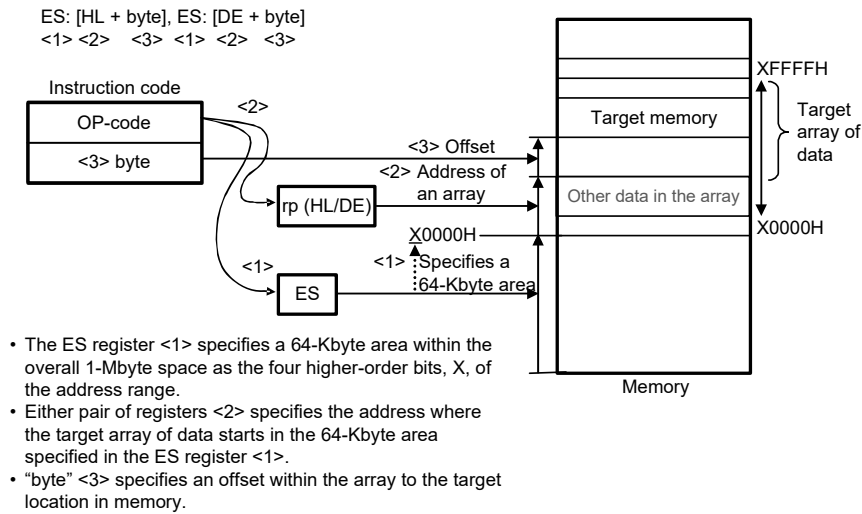 ES: [HL + byte], ES: [DE + byte]
<1> <2> <3> <1> <2> <3>
Instruction code
OP-code
<3> byte
<2>
<3> Offset
<2> Address of
an array
rp (HL/DE)
X0000H
<1>
<1> Specifies a
64-Kbyte area
ES
XFFFFH
Target memory
Target
array of
data
Other data in the array
X0000H
Memory
• The ES register <1> specifies a 64-Kbyte area within the
overall 1-Mbyte space as the four higher-order bits, X, of
the address range.
• Either pair of registers <2> specifies the address where
the target array of data starts in the 64-Kbyte area
specified in the ES register <1>.
• “byte” <3> specifies an offset within the array to the target
location in memory.